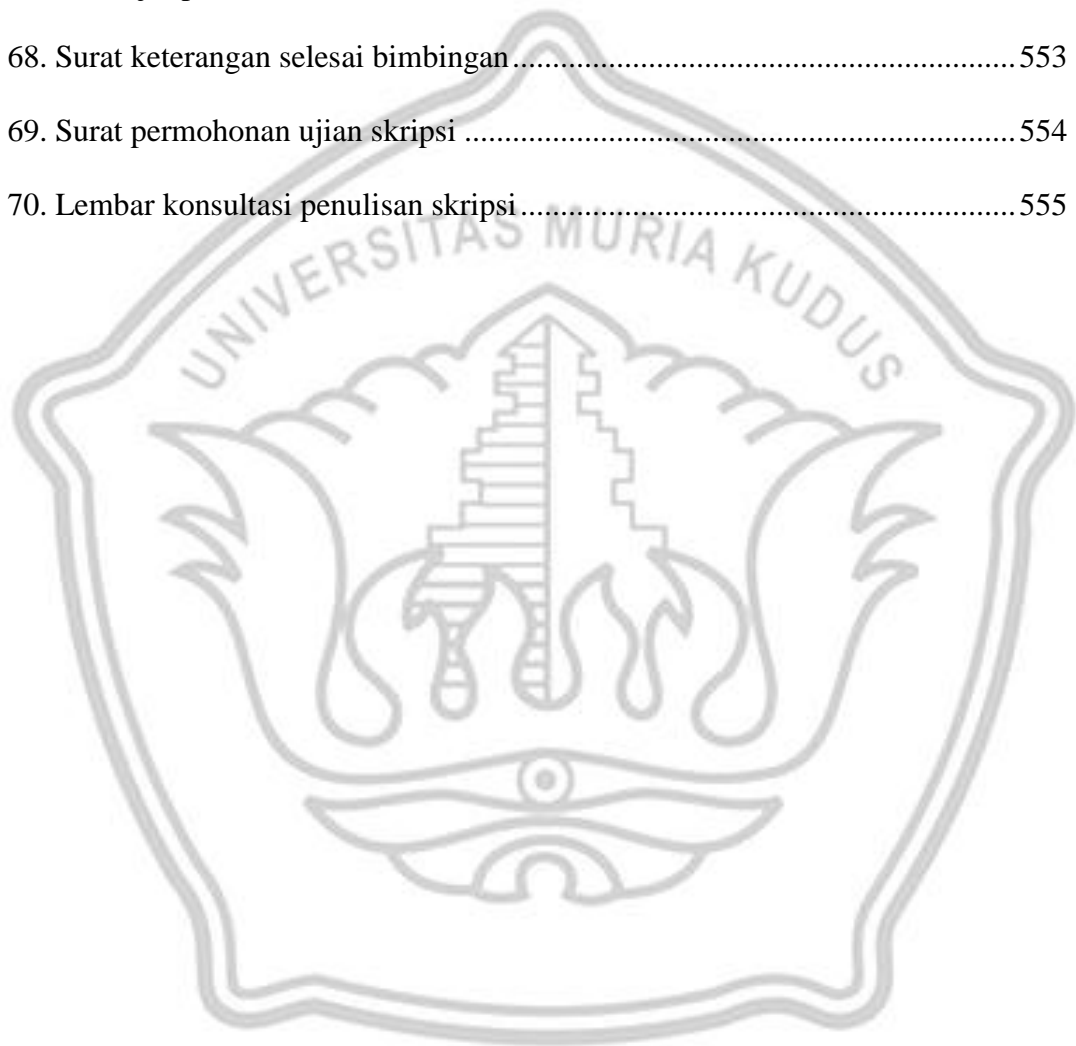 68. Surat keterangan selesai bimbingan ........................................................................ 553
69. Surat permohonan ujian skripsi ............................................................................... 554
70. Lembar konsultasi penulisan skripsi ....................................................................... 555
UNIVERSITAS MURIA KUDUS